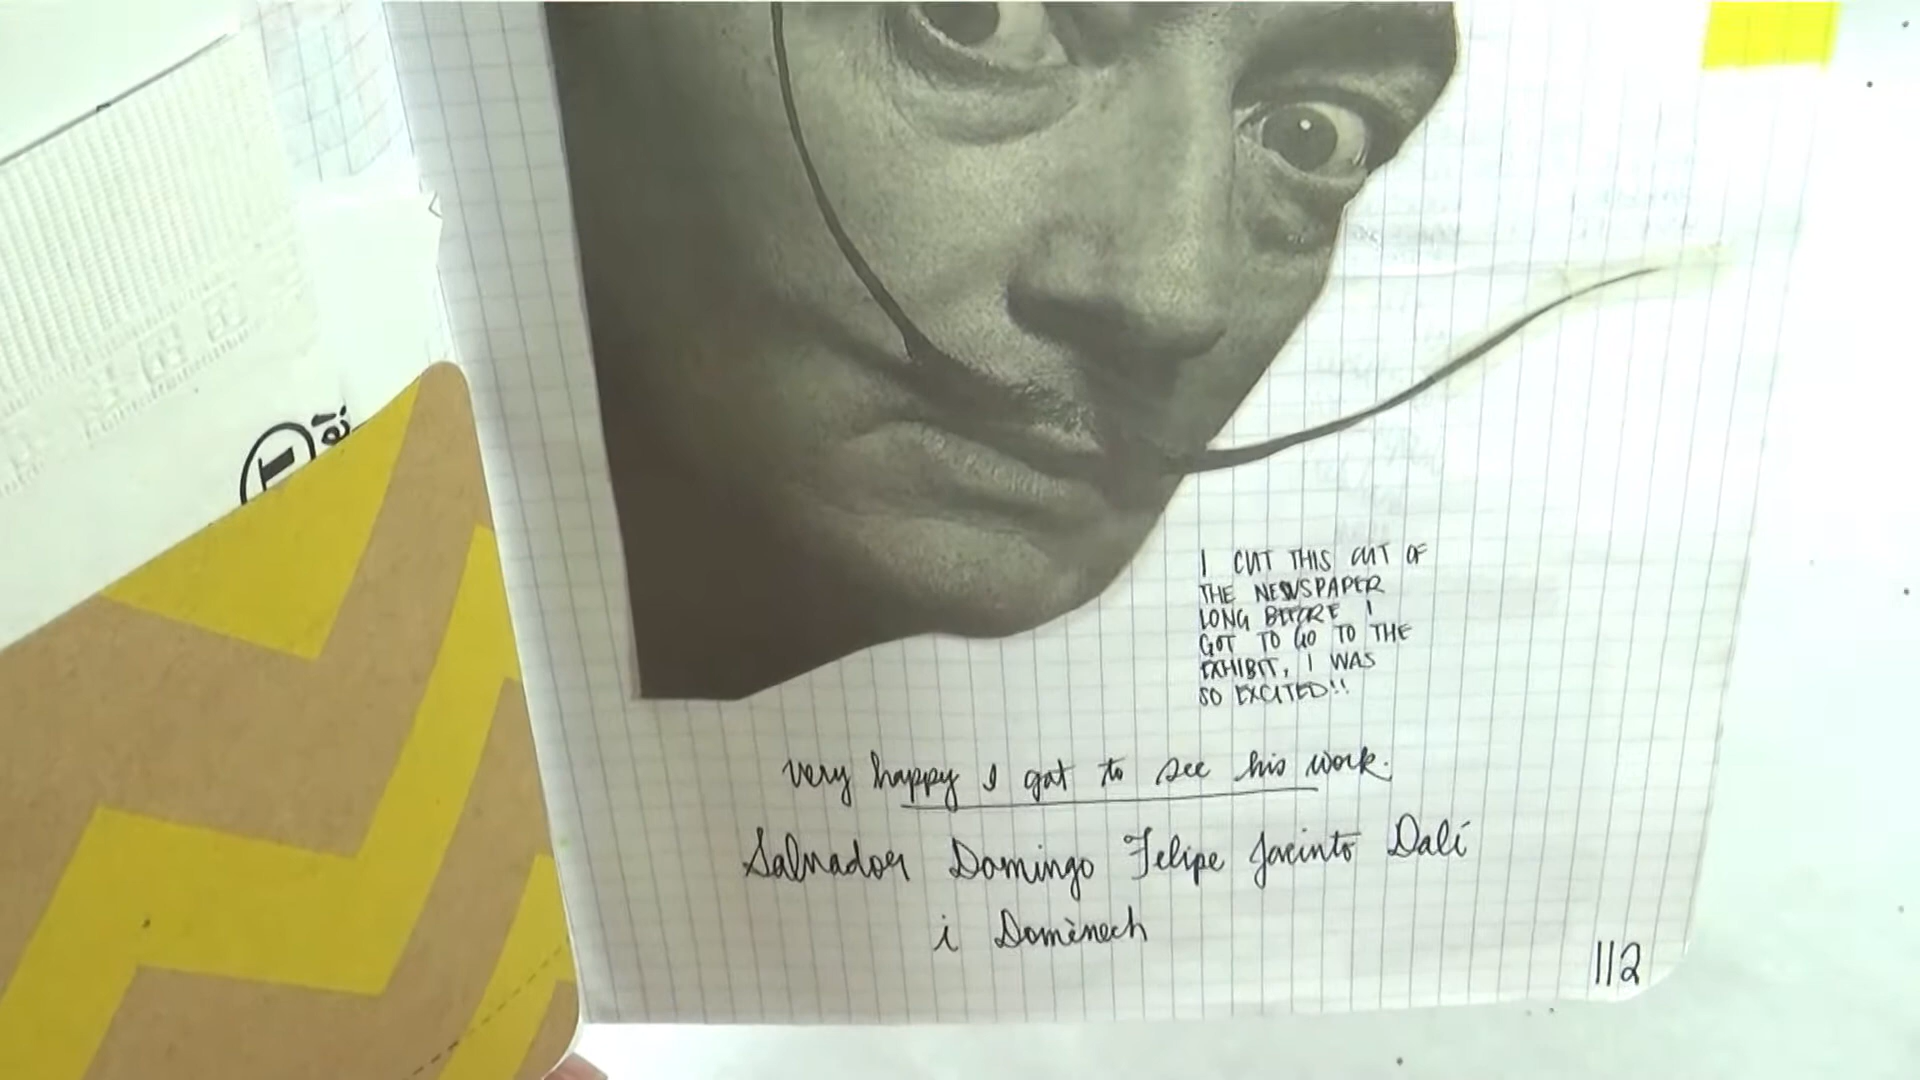 I CUT THIS OUT OF
THE NEWSPAPER
LONG BEFORE I
GOT TO GO TO THE
EXHIBIT, I WAS
SO EXCITED!!
very happy I got to see his work.
Salvador Domingo Felipe Jacinto Dalí
i Domènech
112